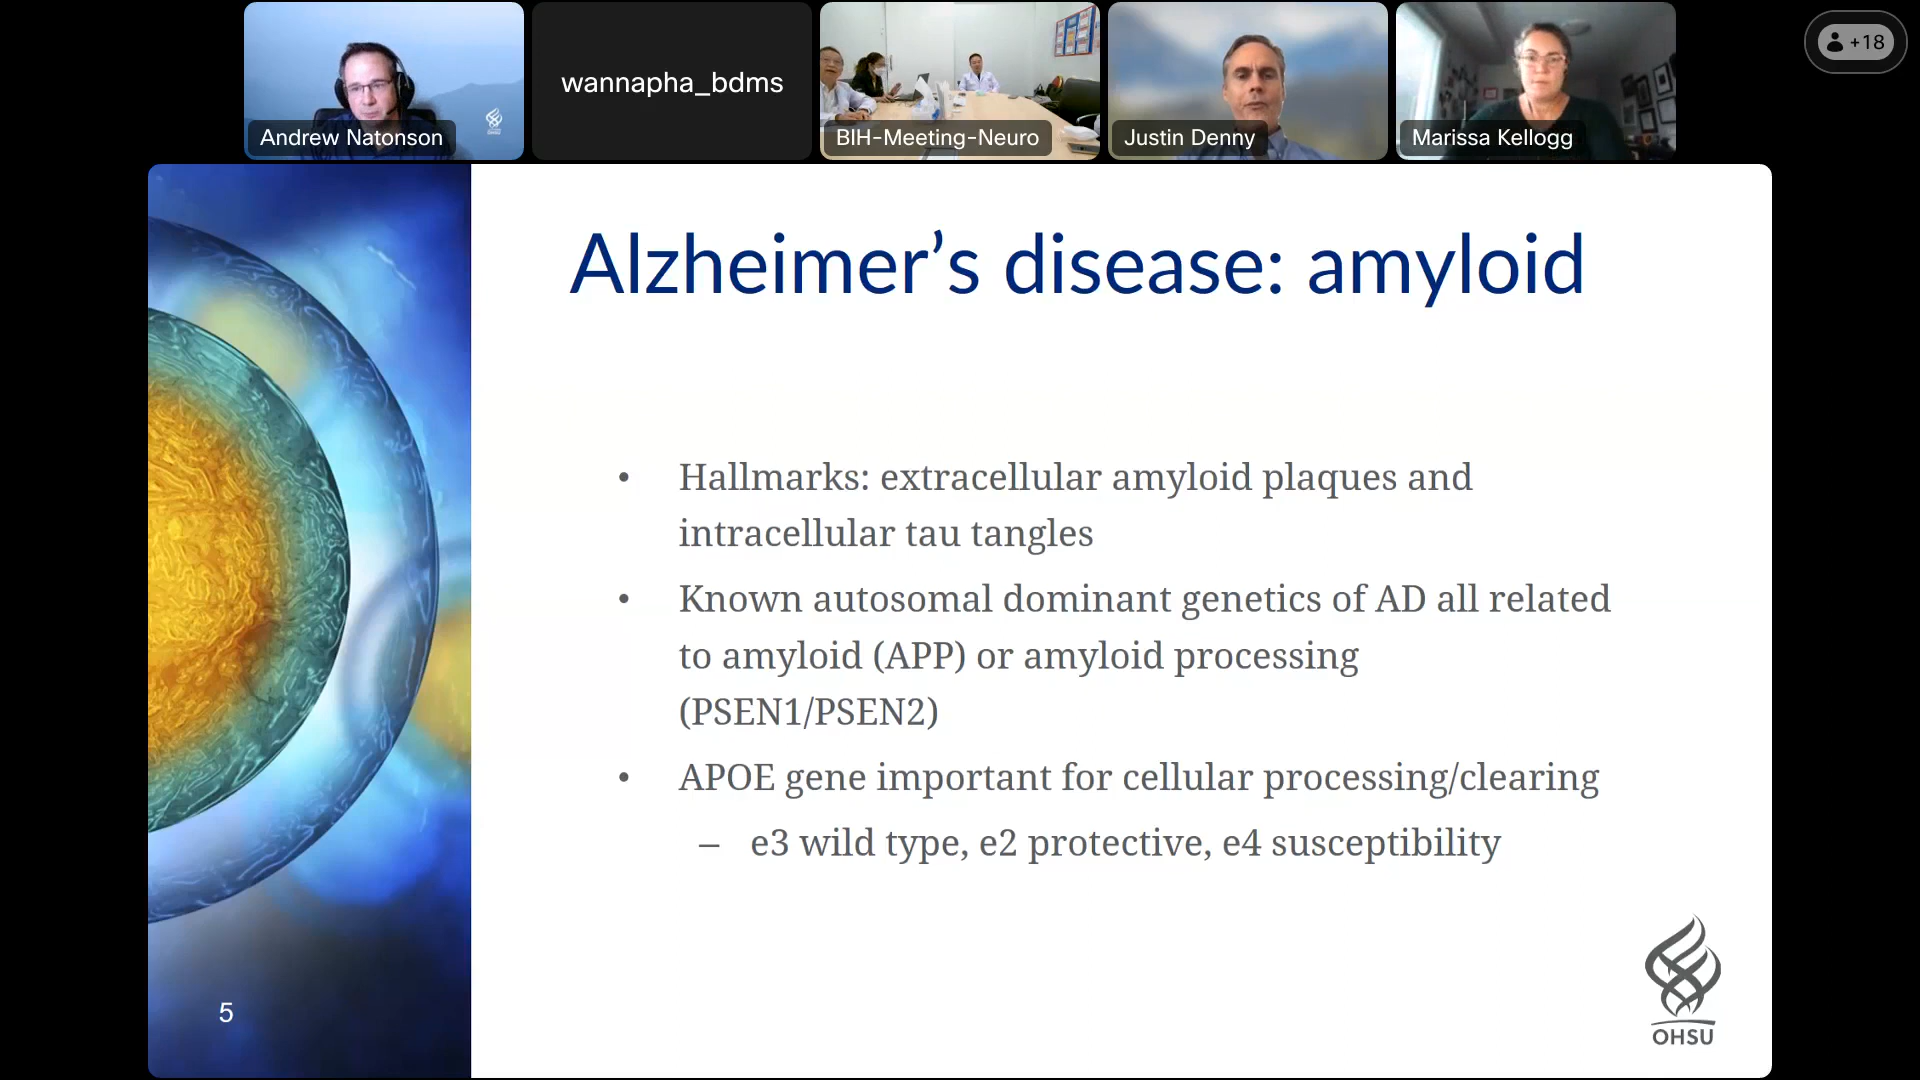 Andrew Natonson
wannapha_bdms
BIH-Meeting-Neuro
Justin Denny
Marissa Kellogg
+18
Alzheimer’s disease: amyloid
• Hallmarks: extracellular amyloid plaques and
intracellular tau tangles
• Known autosomal dominant genetics of AD all related
to amyloid (APP) or amyloid processing
(PSEN1/PSEN2)
• APOE gene important for cellular processing/clearing
– e3 wild type, e2 protective, e4 susceptibility
5
OHSU